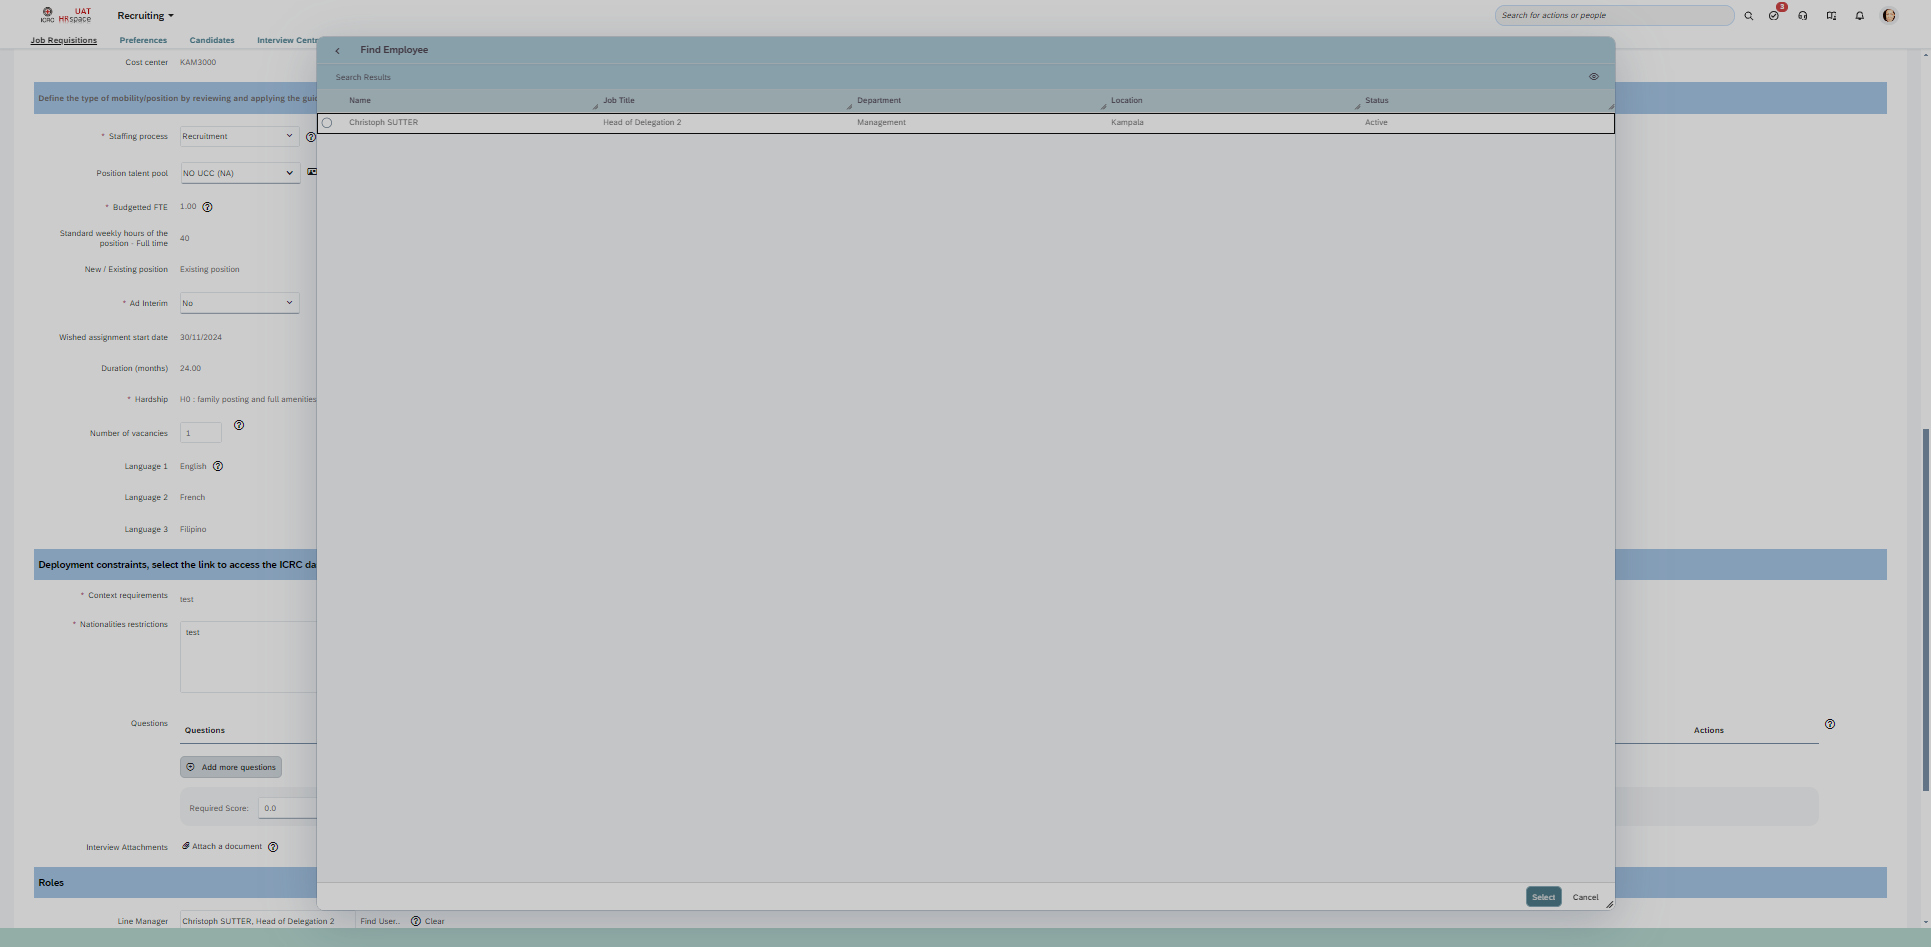 ICRC UAT HRspace Recruiting Search for actions or people 3
Job Requisitions Preferences Candidates Interview Centr
Cost center KAM3000
Define the type of mobility/position by reviewing and applying the guid
* Staffing process Recruitment
Position talent pool NO UCC (NA)
* Budgetted FTE 1.00
Standard weekly hours of the
position - Full time 40
New / Existing position Existing position
* Ad Interim No
Wished assignment start date 30/11/2024
Duration (months) 24.00
* Hardship H0 : family posting and full amenities
Number of vacancies 1
Language 1 English
Language 2 French
Language 3 Filipino
Deployment constraints, select the link to access the ICRC da
* Context requirements test
* Nationalities restrictions test
Questions Questions Actions
Add more questions
Required Score: 0.0
Interview Attachments Attach a document
Roles
Line Manager Christoph SUTTER, Head of Delegation 2 Find User.. Clear
Find Employee
Search Results
Name Job Title Department Location Status
Christoph SUTTER Head of Delegation 2 Management Kampala Active
Select Cancel